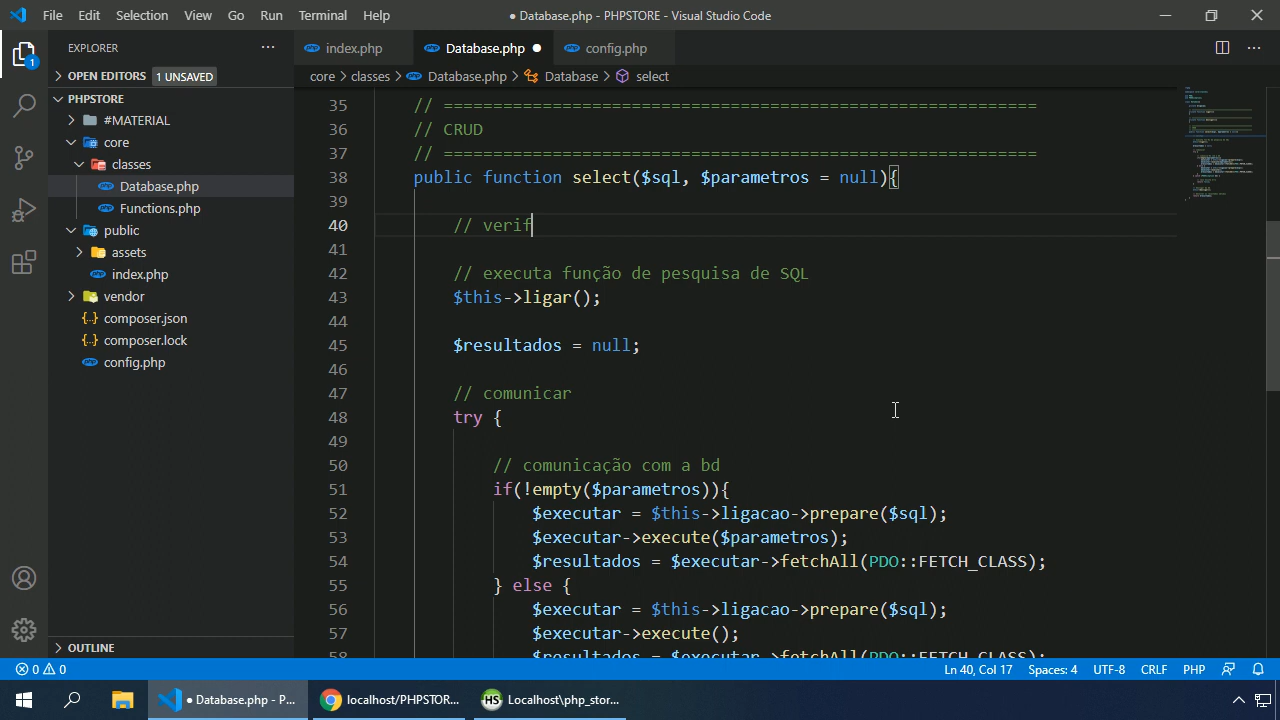 File Edit Selection View Go Run Terminal Help
● Database.php - PHPSTORE - Visual Studio Code
EXPLORER
index.php
Database.php
config.php
OPEN EDITORS 1 UNSAVED
core > classes > Database.php > Database > select
PHPSTORE
#MATERIAL
core
classes
Database.php
Functions.php
public
assets
index.php
vendor
composer.json
composer.lock
config.php
OUTLINE
35 // ============================================================
36 // CRUD
37 // ============================================================
38 public function select($sql, $parametros = null){
39
40 // verif
41
42 // executa função de pesquisa de SQL
43 $this->ligar();
44
45 $resultados = null;
46
47 // comunicar
48 try {
49
50 // comunicação com a bd
51 if(!empty($parametros)){
52 $executar = $this->ligacao->prepare($sql);
53 $executar->execute($parametros);
54 $resultados = $executar->fetchAll(PDO::FETCH_CLASS);
55 } else {
56 $executar = $this->ligacao->prepare($sql);
57 $executar->execute();
58 $resultados = $executar->fetchAll(PDO::FETCH_CLASS);
1
0 0
Ln 40, Col 17 Spaces: 4 UTF-8 CRLF PHP
● Database.php - P...
localhost/PHPSTOR...
HS
Localhost\php_stor...